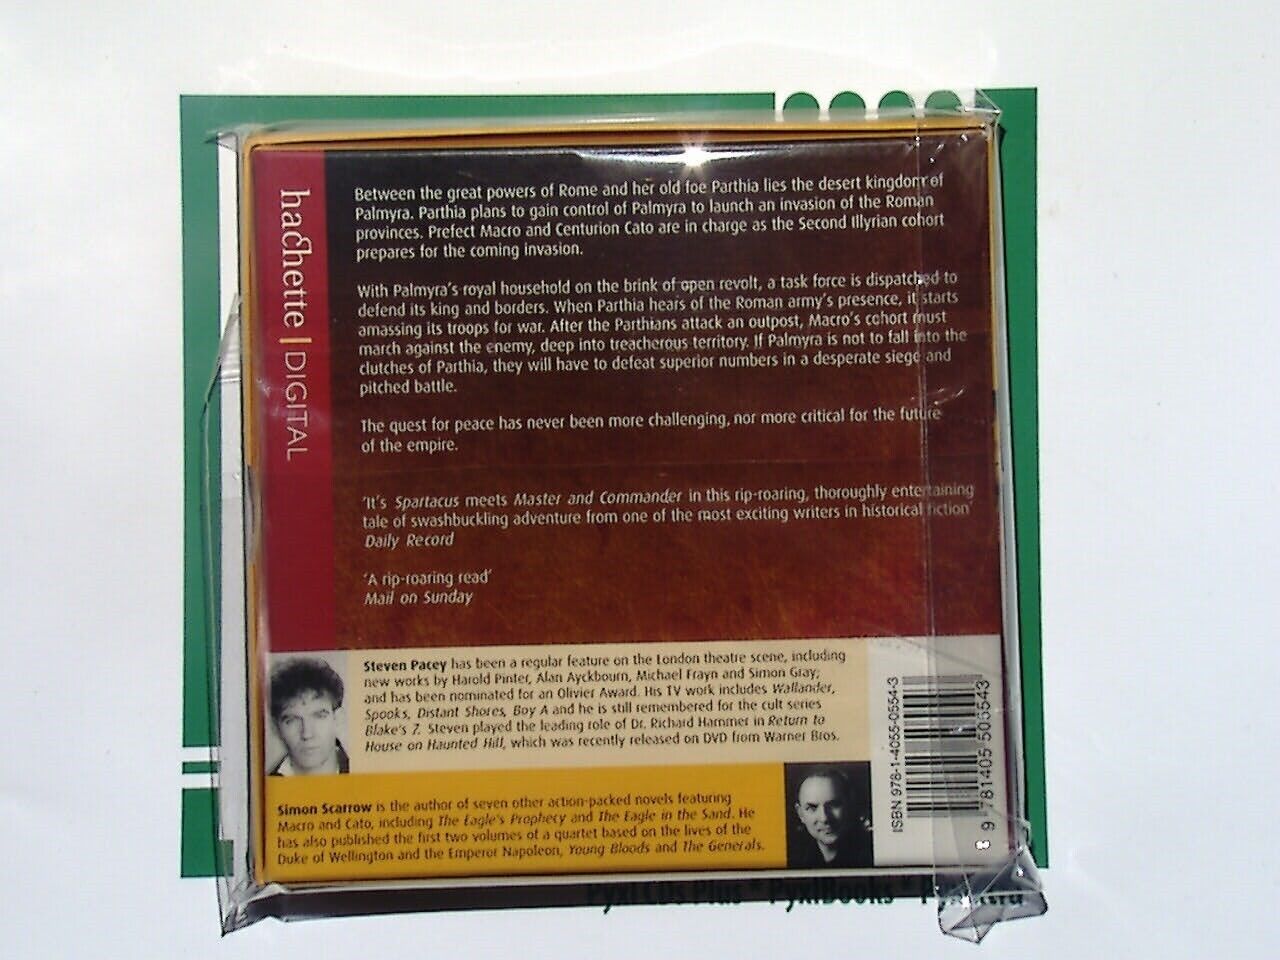 hachette | DIGITAL
Between the great powers of Rome and her old foe Parthia lies the desert kingdom of
Palmyra. Parthia plans to gain control of Palmyra to launch an invasion of the Roman
provinces. Prefect Macro and Centurion Cato are in charge as the Second Illyrian cohort
prepares for the coming invasion.
With Palmyra's royal household on the brink of open revolt, a task force is dispatched to
defend its king and borders. When Parthia hears of the Roman army's presence, it starts
amassing its troops for war. After the Parthians attack an outpost, Macro's cohort must
march against the enemy, deep into treacherous territory. If Palmyra is not to fall into the
clutches of Parthia, they will have to defeat superior numbers in a desperate siege and
pitched battle.
The quest for peace has never been more challenging, nor more critical for the future
of the empire.
'It's Spartacus meets Master and Commander in this rip-roaring, thoroughly entertaining
tale of swashbuckling adventure from one of the most exciting writers in historical fiction'
Daily Record
'A rip-roaring read'
Mail on Sunday
Steven Pacey has been a regular feature on the London theatre scene, including
new works by Harold Pinter, Alan Ayckbourn, Michael Frayn and Simon Gray;
and has been nominated for an Olivier Award. His TV work includes Wallander,
Spooks, Distant Shores, Boy A and he is still remembered for the cult series
Blake's 7. Steven played the leading role of Dr. Richard Hammer in Return to
House on Haunted Hill, which was recently released on DVD from Warner Bros.
Simon Scarrow is the author of seven other action-packed novels featuring
Macro and Cato, including The Eagle's Prophecy and The Eagle in the Sand. He
has also published the first two volumes of a quartet based on the lives of the
Duke of Wellington and the Emperor Napoleon, Young Bloods and The Generals.
ISBN 978-1-4055-0554-3
9 781405 505543
PyxiCDs Plus * PyxiBooks *